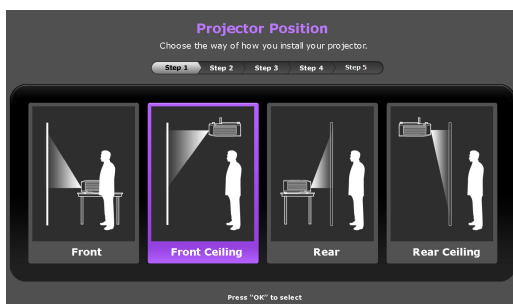 Projector Position
Choose the way of how you install your projector.
Step 1 Step 2 Step 3 Step 4 Step 5
Front Front Ceiling Rear Rear Ceiling
Press "OK" to select